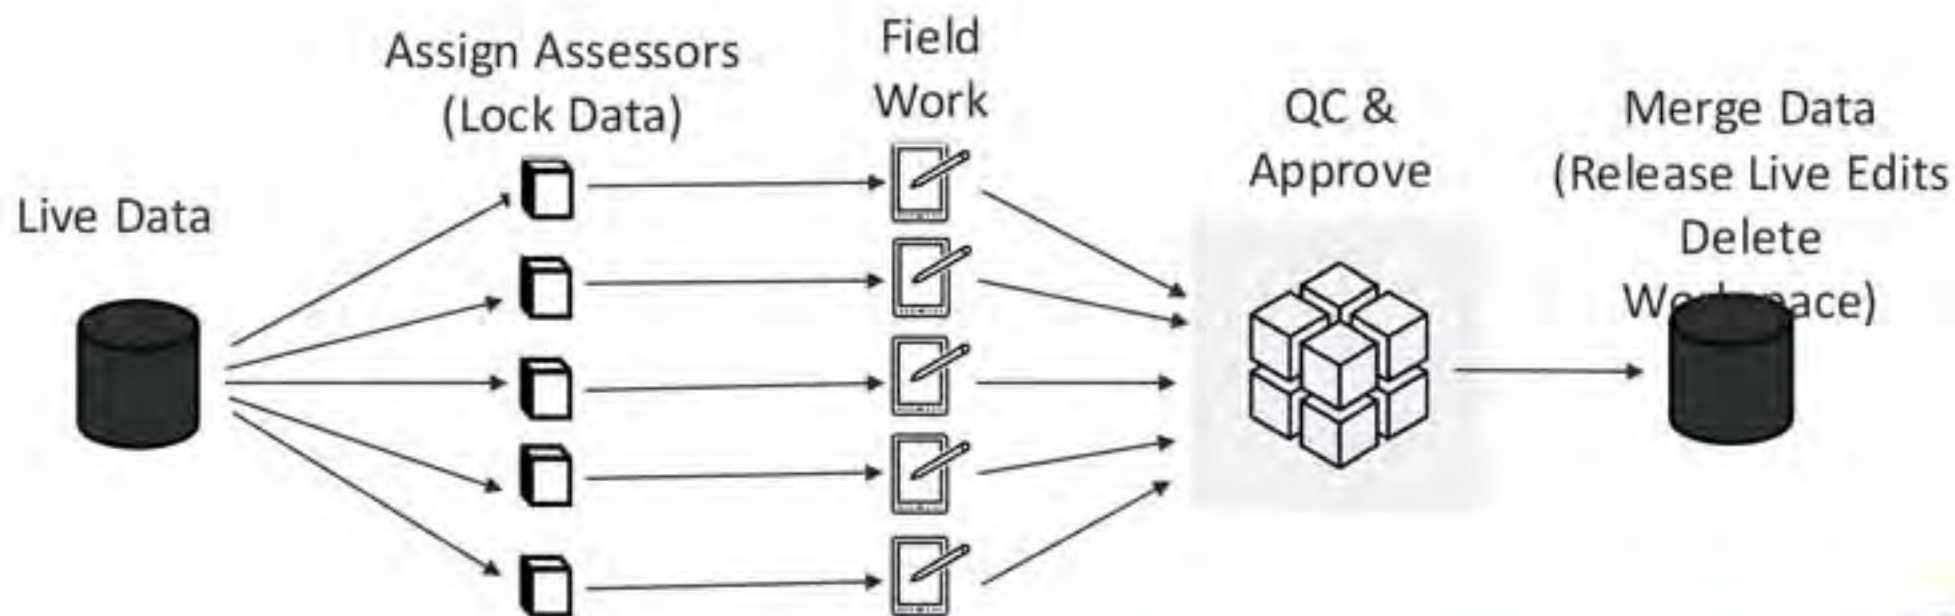 Live Data
Assign Assessors
(Lock Data)
Field
Work
QC &
Approve
Merge Data
(Release Live Edits
Delete